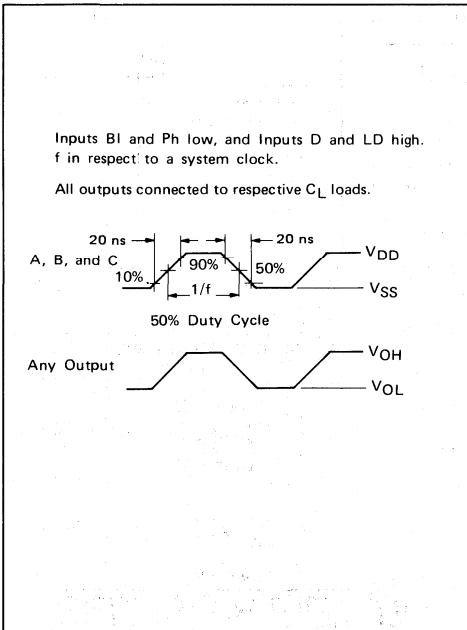 Inputs BI and Ph low, and Inputs D and LD high.
f in respect to a system clock.
All outputs connected to respective CL loads.
20 ns
20 ns
A, B, and C
10%
90%
50%
VDD
1/f
VSS
50% Duty Cycle
Any Output
VOH
VOL